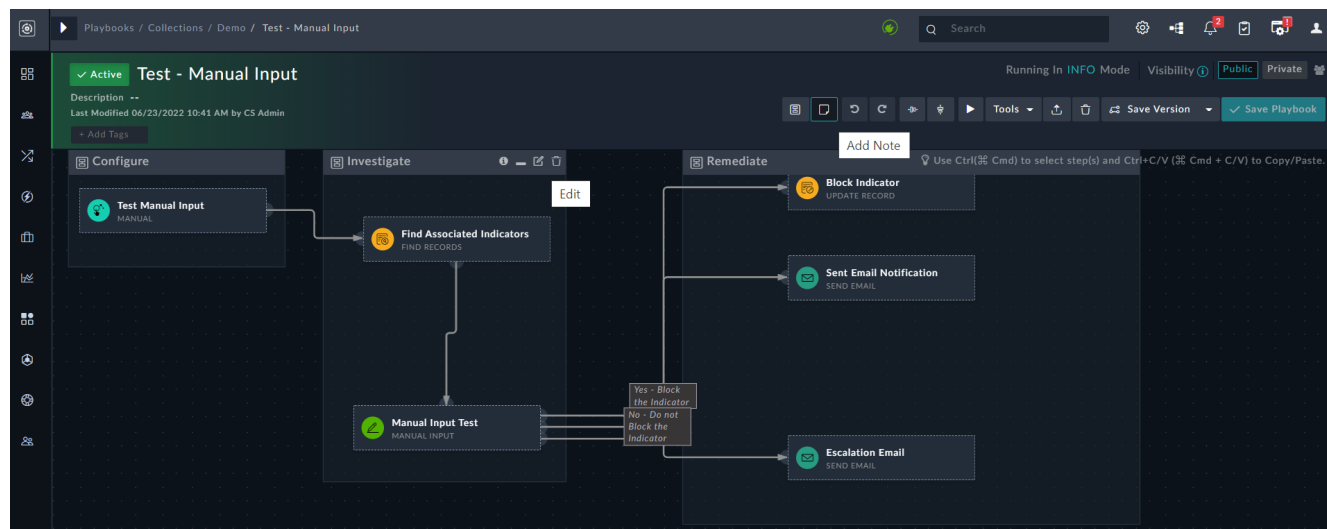 Playbooks / Collections / Demo / Test - Manual Input
Search
2
!
✓ Active Test - Manual Input
Running In INFO Mode Visibility Public Private
Description --
Last Modified 06/23/2022 10:41 AM by CS Admin
+ Add Tags
Tools Save Version ✓ Save Playbook
Add Note
Configure
Investigate
Remediate
Use Ctrl(⌘ Cmd) to select step(s) and Ctrl+C/V (⌘ Cmd + C/V) to Copy/Paste.
Edit
Test Manual Input
MANUAL
Find Associated Indicators
FIND RECORDS
Block Indicator
UPDATE RECORD
Sent Email Notification
SEND EMAIL
Yes - Block
the Indicator
No - Do not
Block the
Indicator
Manual Input Test
MANUAL INPUT
Escalation Email
SEND EMAIL